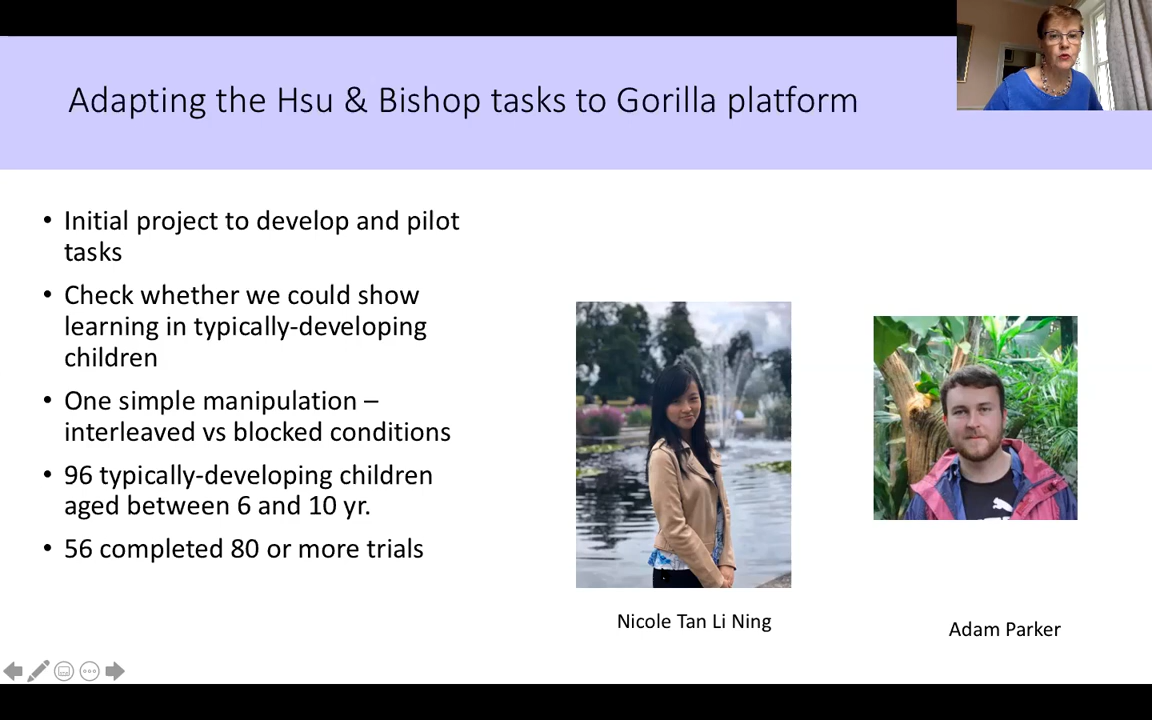 Adapting the Hsu & Bishop tasks to Gorilla platform
• Initial project to develop and pilot
tasks
• Check whether we could show
learning in typically-developing
children
• One simple manipulation –
interleaved vs blocked conditions
• 96 typically-developing children
aged between 6 and 10 yr.
• 56 completed 80 or more trials
Nicole Tan Li Ning
Adam Parker